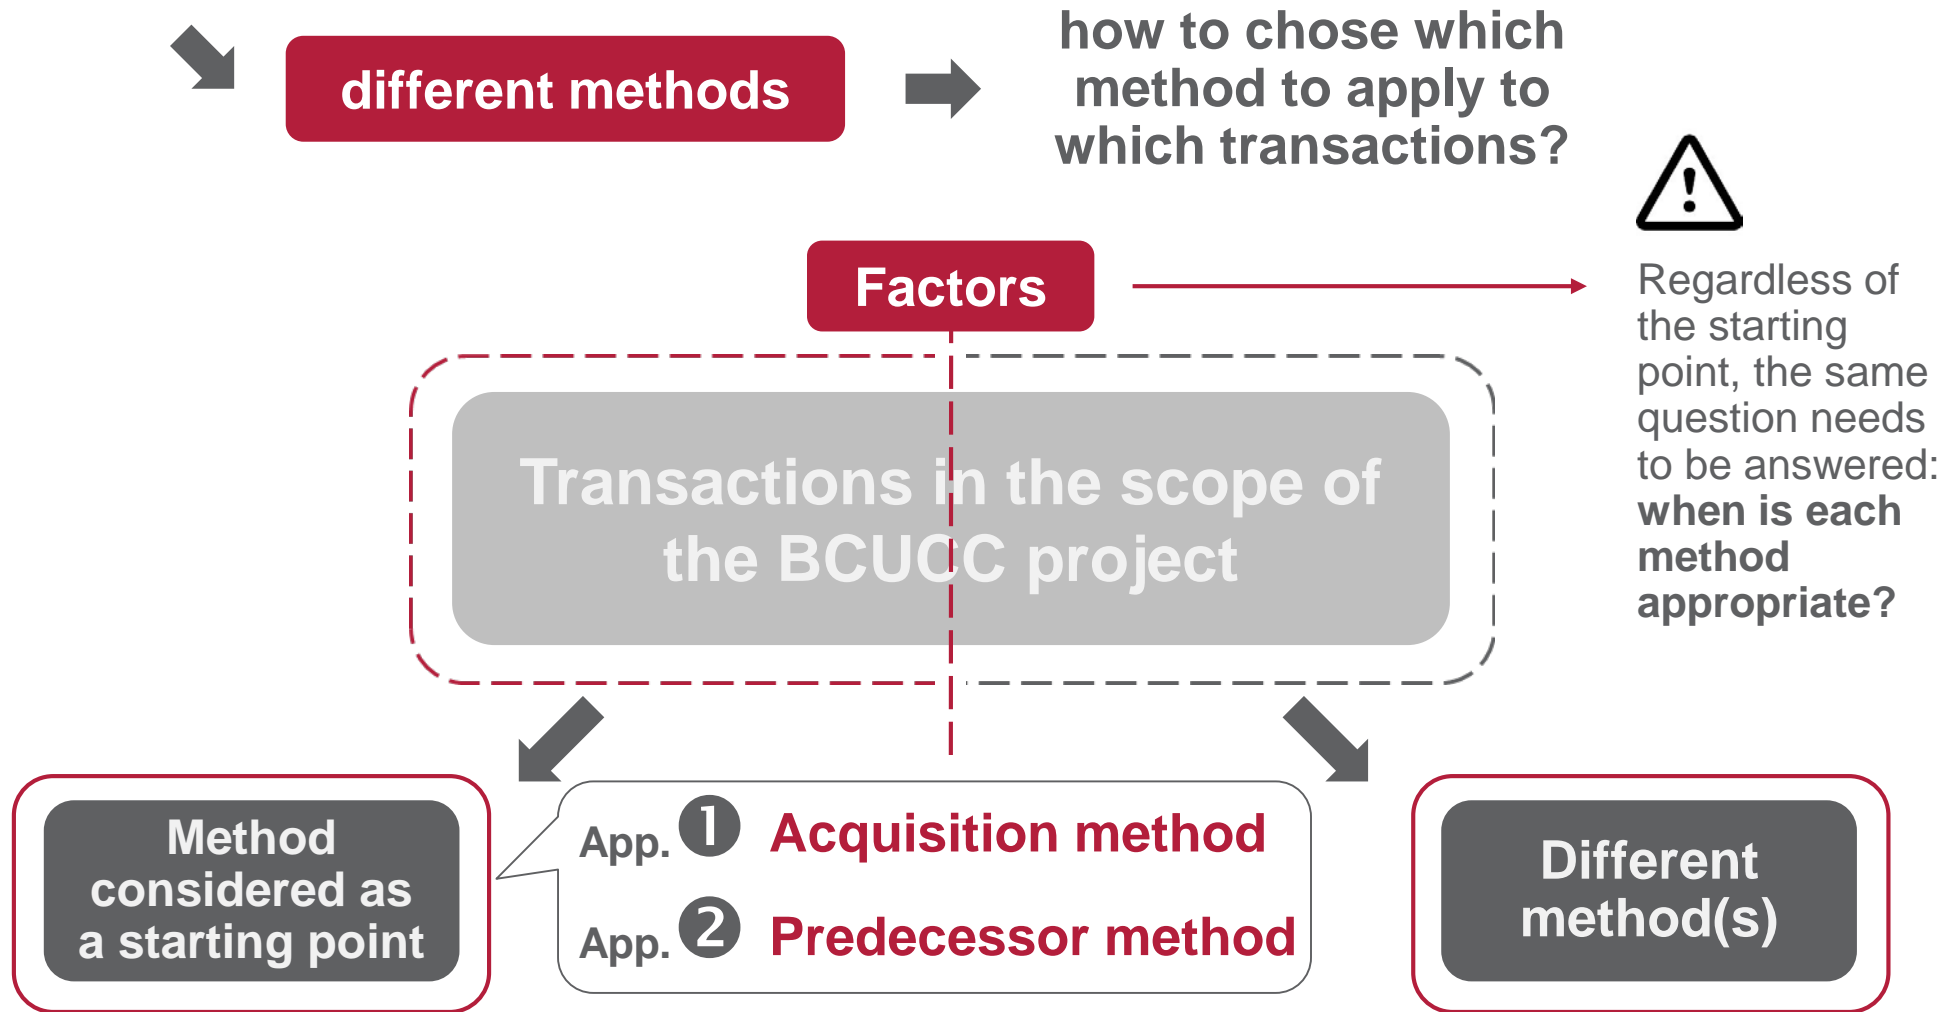 different methods
how to chose which
method to apply to
which transactions?
Factors
Regardless of
the starting
point, the same
question needs
to be answered:
when is each
method
appropriate?
Transactions in the scope of
the BCUCC project
Method
considered as
a starting point
App. 1 Acquisition method
App. 2 Predecessor method
Different
method(s)